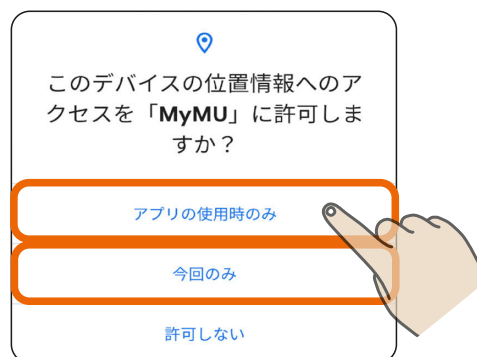 このデバイスの位置情報へのア
クセスを「MyMU」に許可しま
すか？
アプリの使用時のみ
今回のみ
許可しない